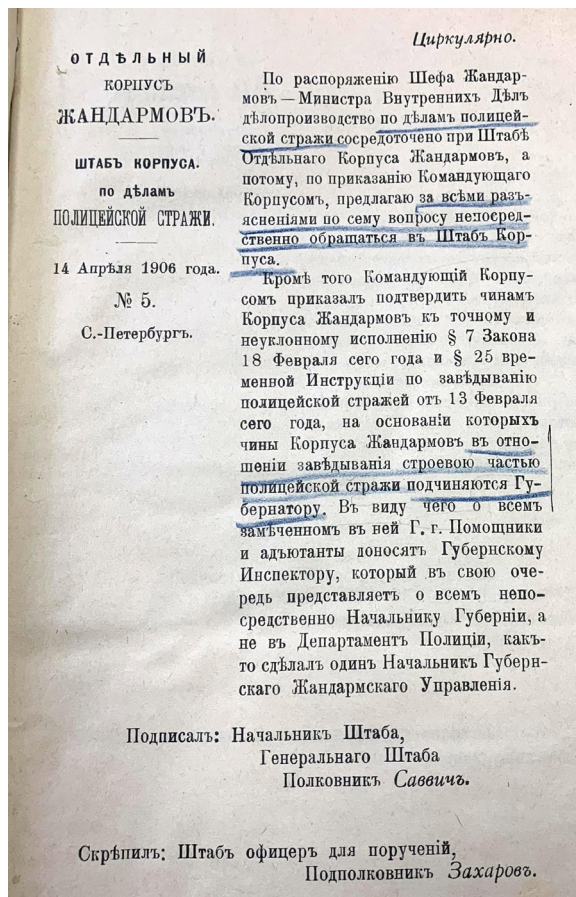 ОТДѢЛЬНЫЙ
КОРПУСЪ
ЖАНДАРМОВЪ.
ШТАБЪ КОРПУСА.
ПО ДѢЛАМЪ
ПОЛИЦЕЙСКОЙ СТРАЖИ.
14 Апрѣля 1906 года.
№ 5.
С.-Петербургъ.
Циркулярно.
По распоряженію Шефа Жандар-
мовъ — Министра Внутреннихъ Дѣлъ
дѣлопроизводство по дѣламъ полицей-
ской стражи сосредоточено при Штабѣ
Отдѣльнаго Корпуса Жандармовъ, а
потому, по приказанію Командующаго
Корпусомъ, предлагаю за всѣми разъ-
ясненіями по сему вопросу непосред-
ственно обращаться въ Штабъ Кор-
пуса.
Кромѣ того Командующій Корпу-
сомъ приказалъ подтвердить чинамъ
Корпуса Жандармовъ къ точному и
неуклонному исполненію § 7 Закона
18 Февраля сего года и § 25 вре-
менной Инструкціи по завѣдыванію
полицейской стражей отъ 13 Февраля
сего года, на основаніи которыхъ
чины Корпуса Жандармовъ въ отно-
шеніи завѣдыванія строевою частью
полицейской стражи подчиняются Гу-
бернатору. Въ виду чего о всемъ
замѣченномъ въ ней Г. г. Помощники
и адъютанты доносятъ Губернскому
Инспектору, который въ свою оче-
редь представляетъ о всемъ непо-
средственно Начальнику Губерніи, а
не въ Департаментъ Полиціи, какъ-
то сдѣлалъ одинъ Начальникъ Губерн-
скаго Жандармскаго Управленія.
Подписалъ: Начальникъ Штаба,
Генеральнаго Штаба
Полковникъ Саввичъ.
Скрѣпилъ: Штабъ офицеръ для порученій,
Подполковникъ Захаровъ.